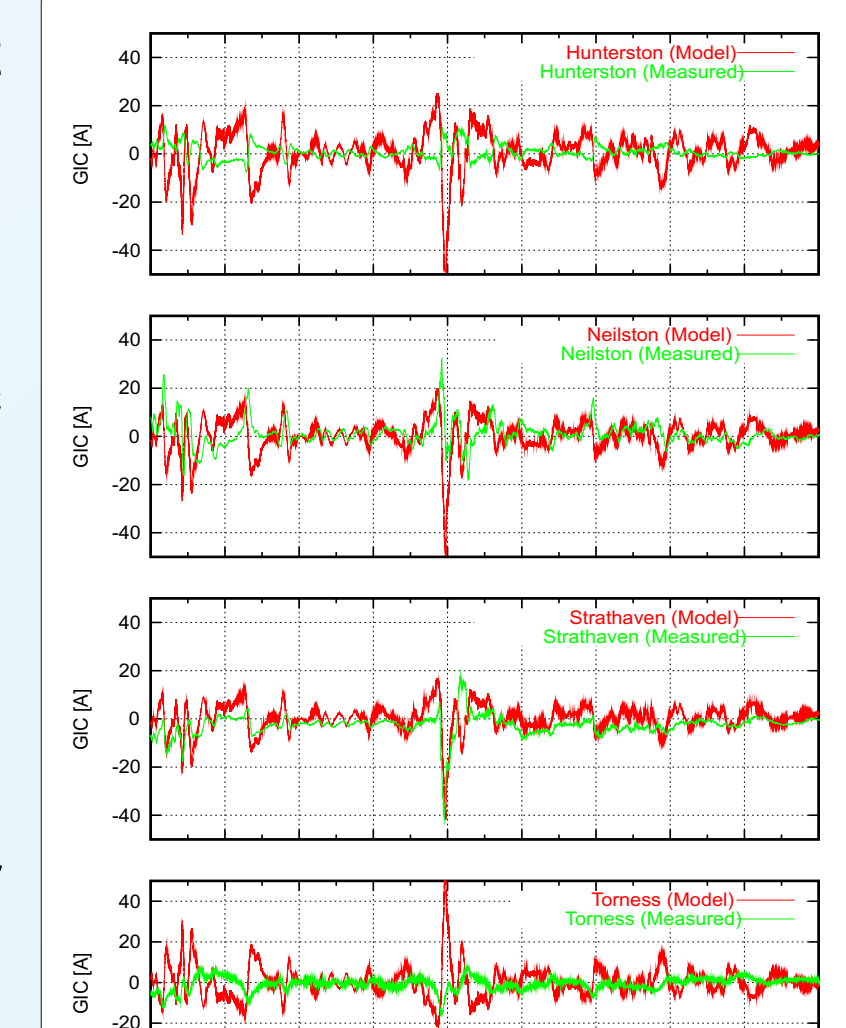 Hunterston (Model)
Hunterston (Measured)
40
20
0
-20
-40
GIC [A]
Neilston (Model)
Neilston (Measured)
40
20
0
-20
-40
GIC [A]
Strathaven (Model)
Strathaven (Measured)
40
20
0
-20
-40
GIC [A]
Torness (Model)
Torness (Measured)
40
20
0
-20
GIC [A]